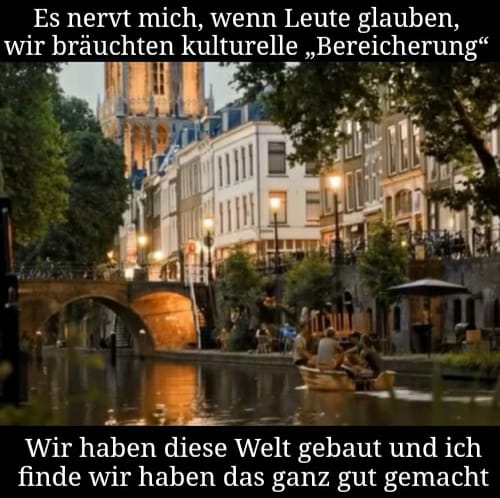 Es nervt mich, wenn Leute glauben,
wir bräuchten kulturelle „Bereicherung“
Wir haben diese Welt gebaut und ich
finde wir haben das ganz gut gemacht